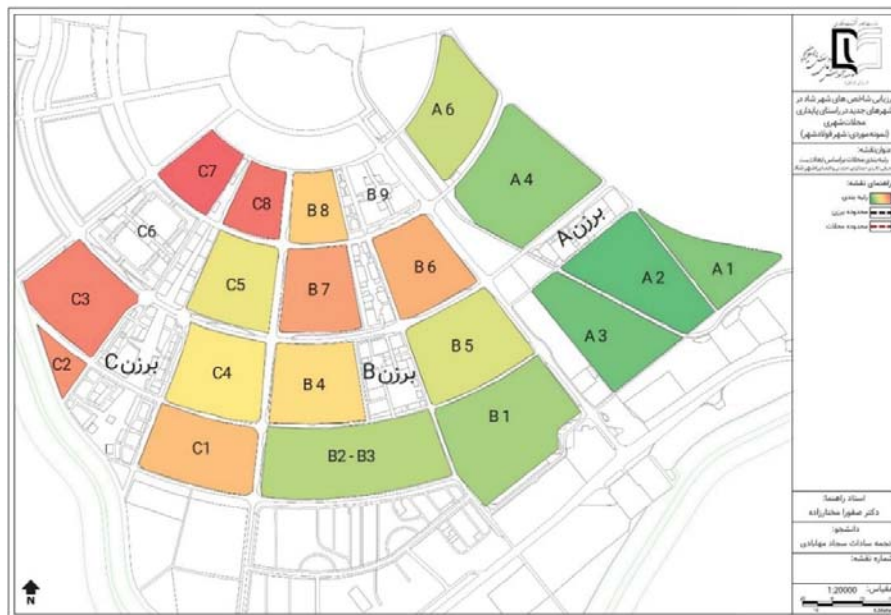 A 6
A 4
برزن A
A 1
A 2
A 3
C7
C8
B 8
B 9
C6
C5
B 7
B 6
C3
C2
برزن C
C4
B 4
برزن B
B 5
C1
B2 - B3
B 1
N
ارزیابی شاخص های شهر شاد در
شهرهای جدید در راستای پایداری
محلات شهری
(نمونه موردی: شهر فولادشهر)
عنوان نقشه:
راهنمای نقشه:
رتبه بندی
محدوده برزن
محدوده محلات
استاد راهنما:
دکتر صفورا مختارزاده
دانشجو:
نجمه سادات سجاد مهابادی
شماره نقشه:
مقیاس: 1:20000